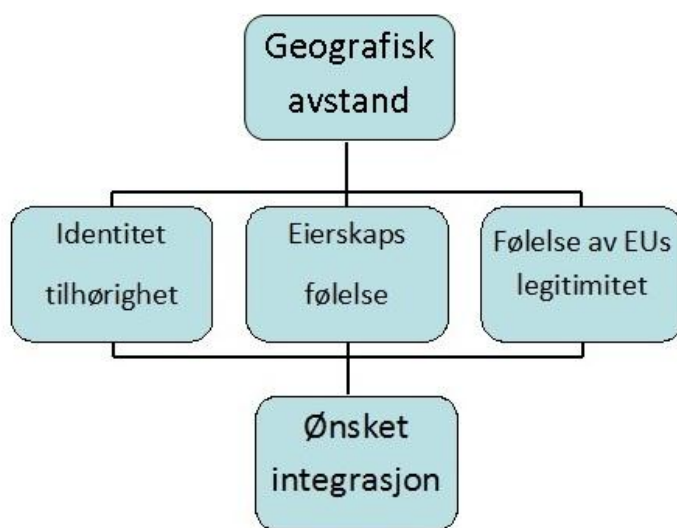 Geografisk
avstand
Identitet
tilhørighet
Eierskaps
følelse
Følelse av EUs
legitimitet
Ønsket
integrasjon